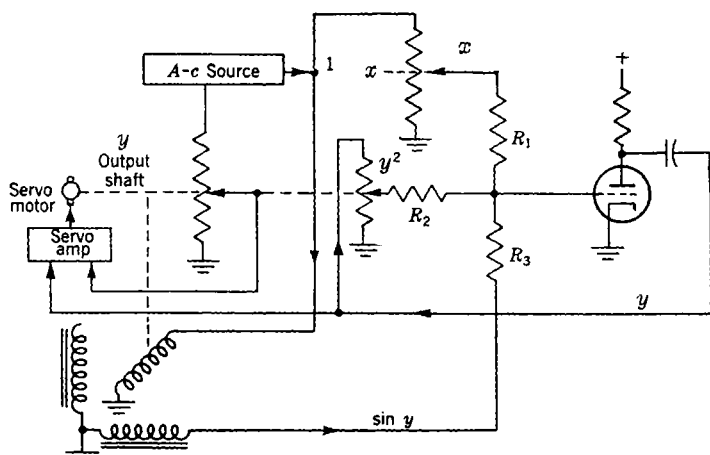 1
x
x
A-c Source
+
y
Output
shaft
y²
R₁
Servo
motor
R₂
Servo
amp
R₃
y
sin y